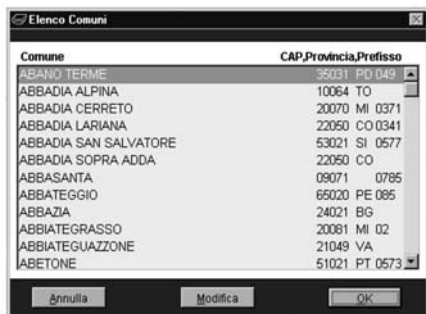 Elenco Comuni
Comune CAP,Provincia,Prefisso
ABANO TERME 35031 PD 049
ABBADIA ALPINA 10064 TO
ABBADIA CERRETO 20070 MI 0371
ABBADIA LARIANA 22050 CO 0341
ABBADIA SAN SALVATORE 53021 SI 0577
ABBADIA SOPRA ADDA 22050 CO
ABBASANTA 09071 0785
ABBATEGGIO 65020 PE 085
ABBAZIA 24021 BG
ABBIATEGRASSO 20081 MI 02
ABBIATEGUAZZONE 21049 VA
ABETONE 51021 PT 0573
Annulla Modifica OK